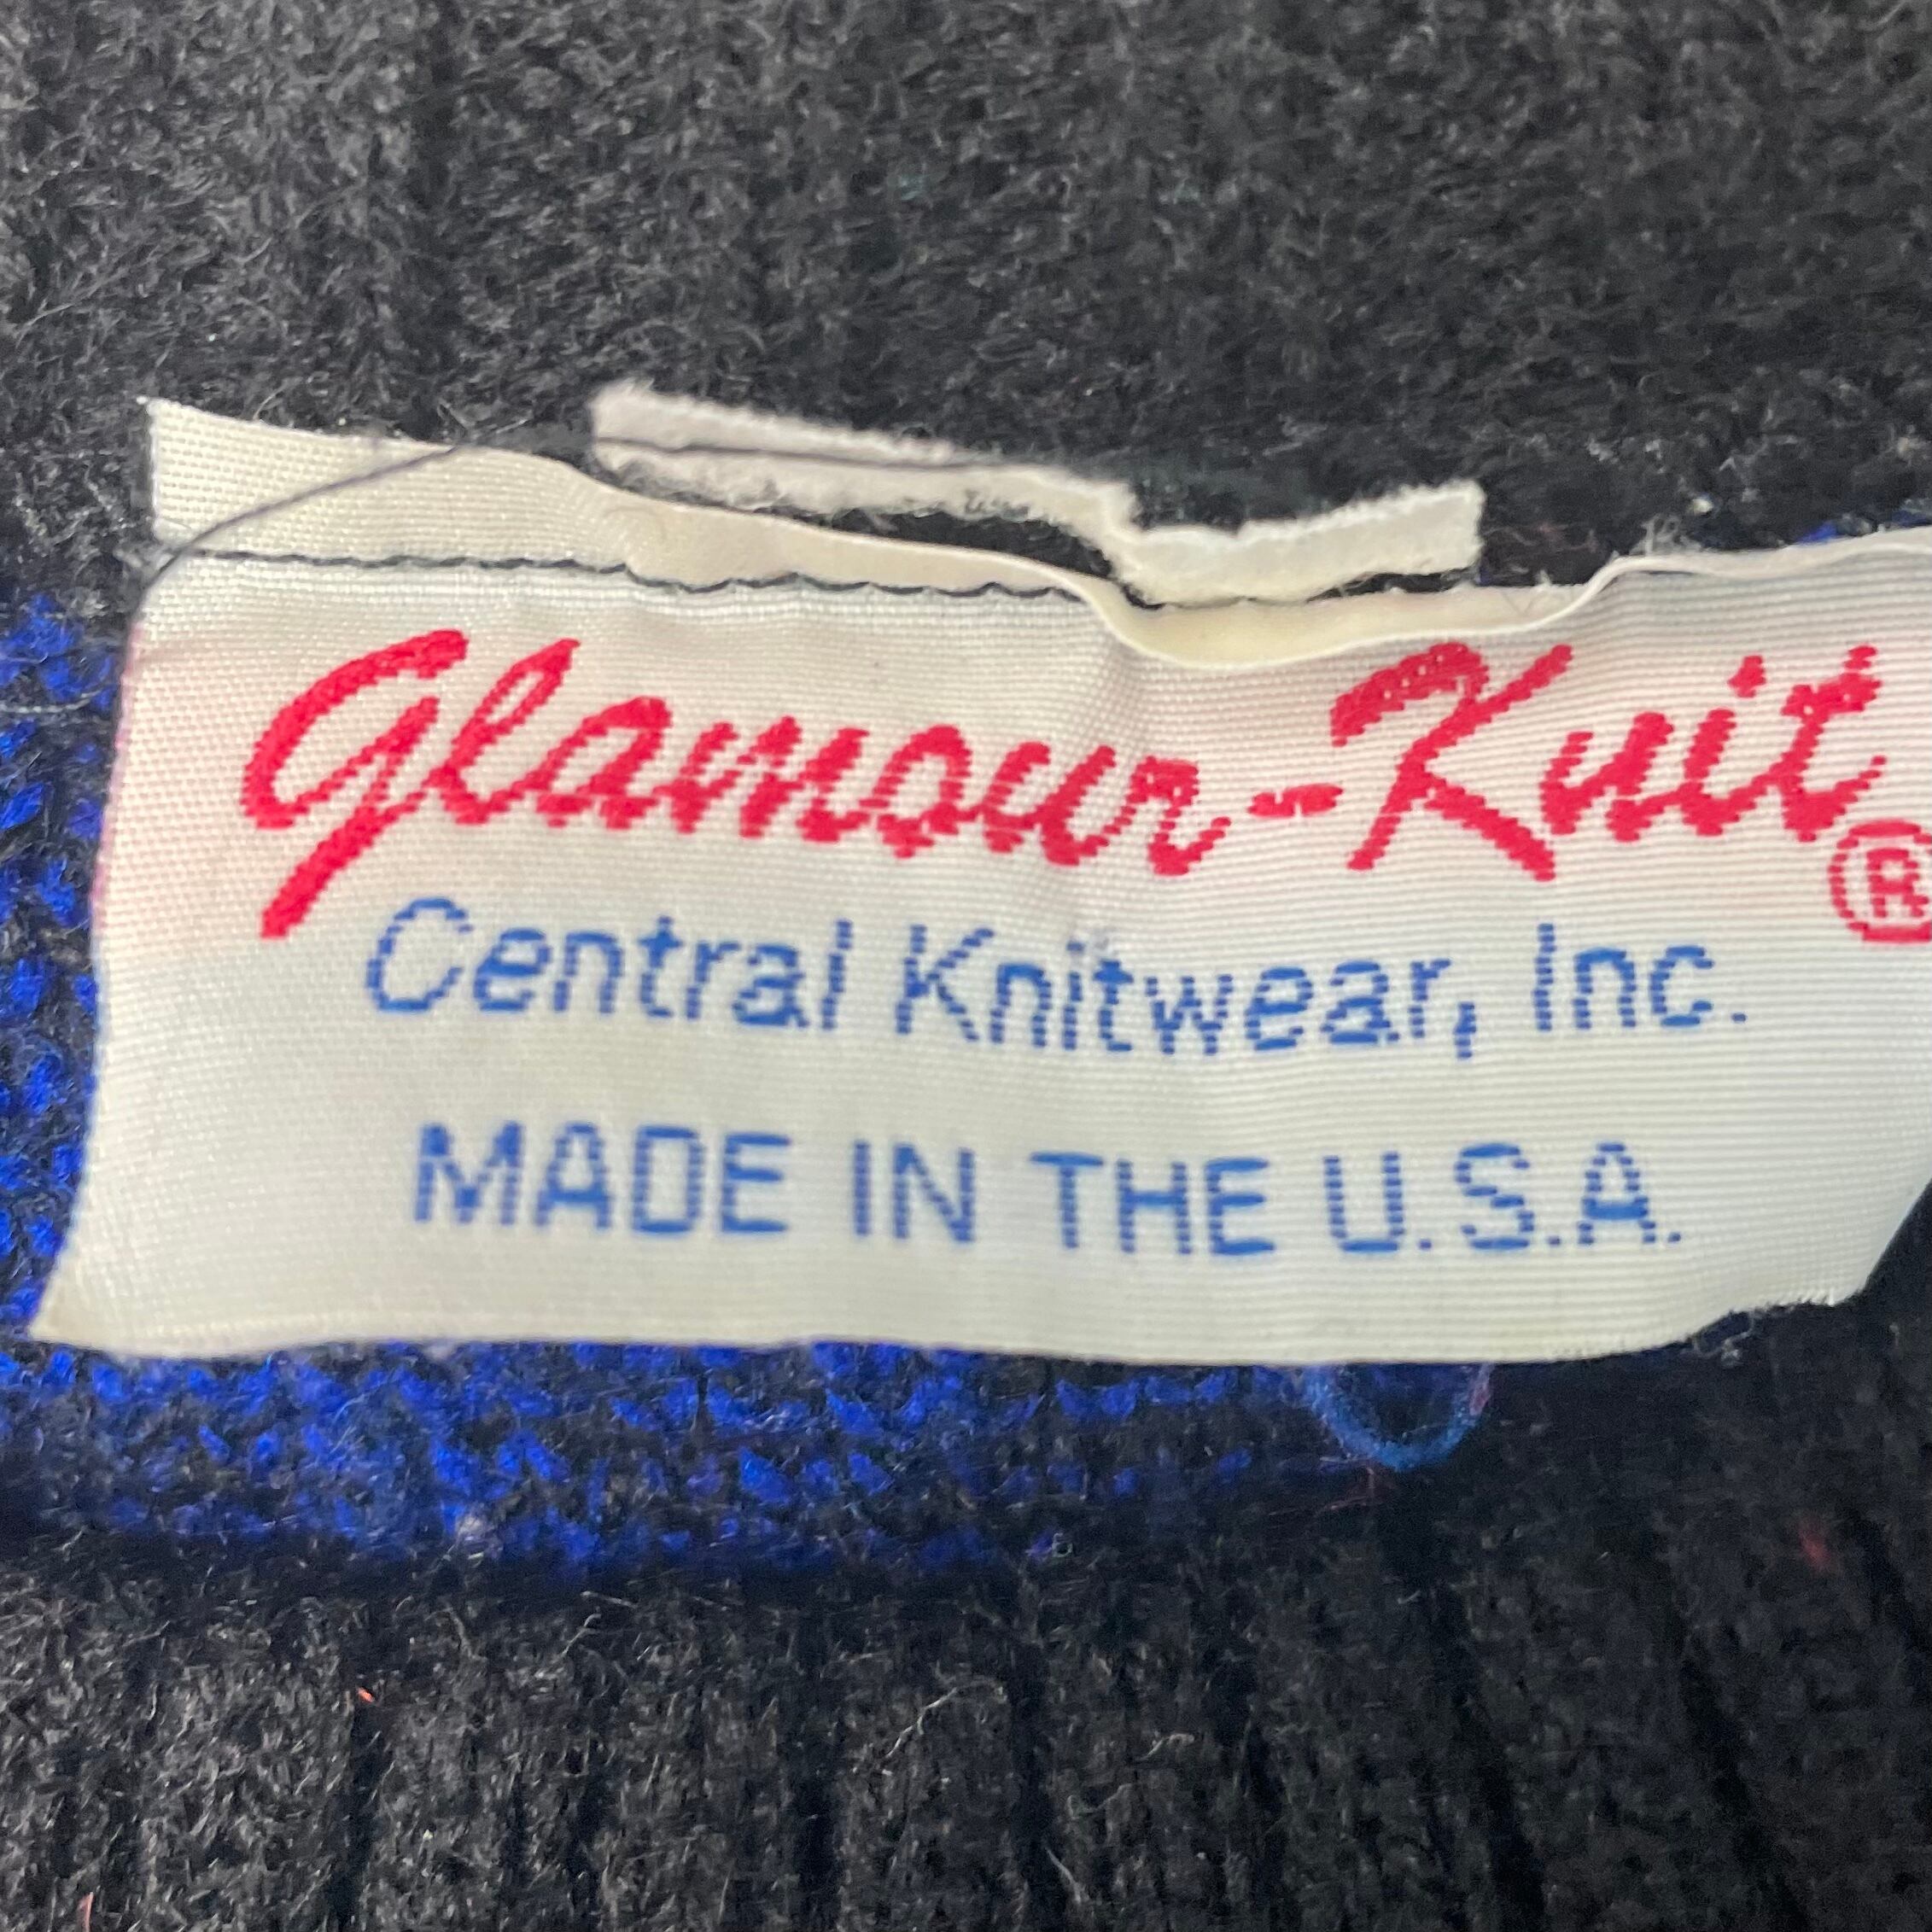 Glamour-Knit®
Central Knitwear, Inc.
MADE IN THE U.S.A.